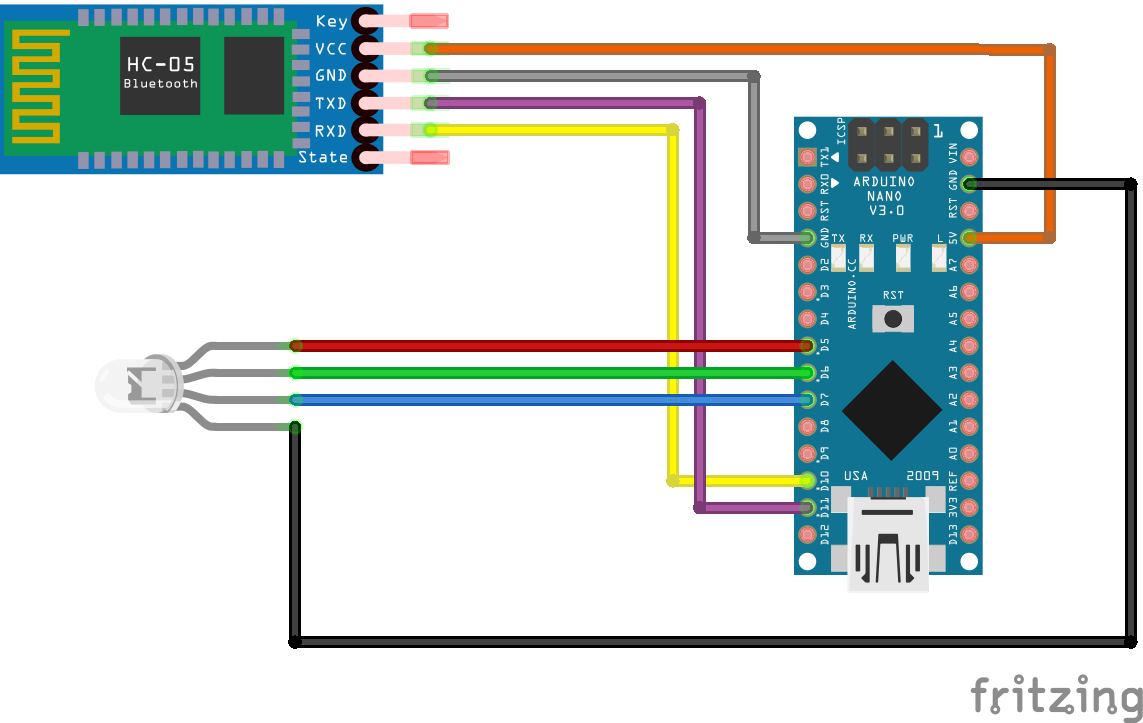 Key
VCC
GND
TXD
RXD
State
HC-05
Bluetooth
ICSP
1
ARDUINO
NANO
V3.0
TX
RX
PWR
L
RST
ARDUINO.CC
USA
2009
TX1
RX0
RST
GND
D2
D3
D4
D5
D6
D7
D8
D9
D10
D11
D12
VIN
GND
RST
5V
A7
A6
A5
A4
A3
A2
A1
A0
REF
3V3
D13
fritzing